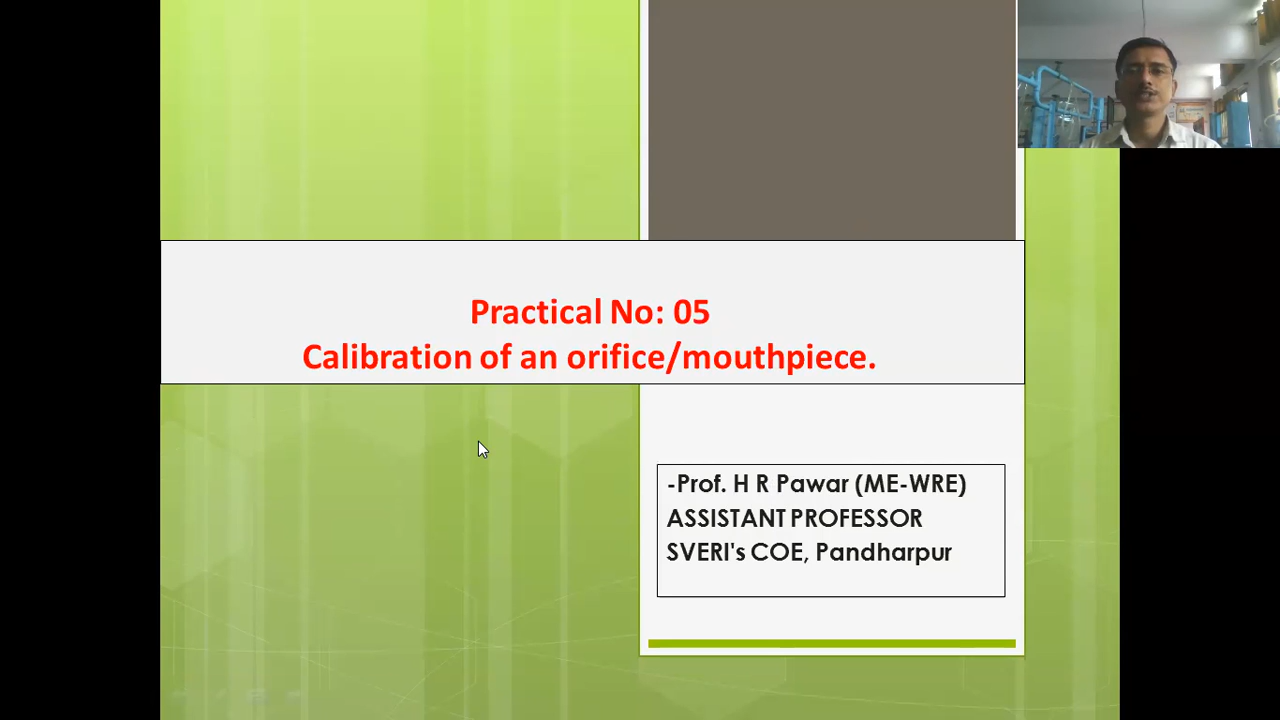 Practical No: 05
Calibration of an orifice/mouthpiece.
-Prof. H R Pawar (ME-WRE)
ASSISTANT PROFESSOR
SVERI's COE, Pandharpur